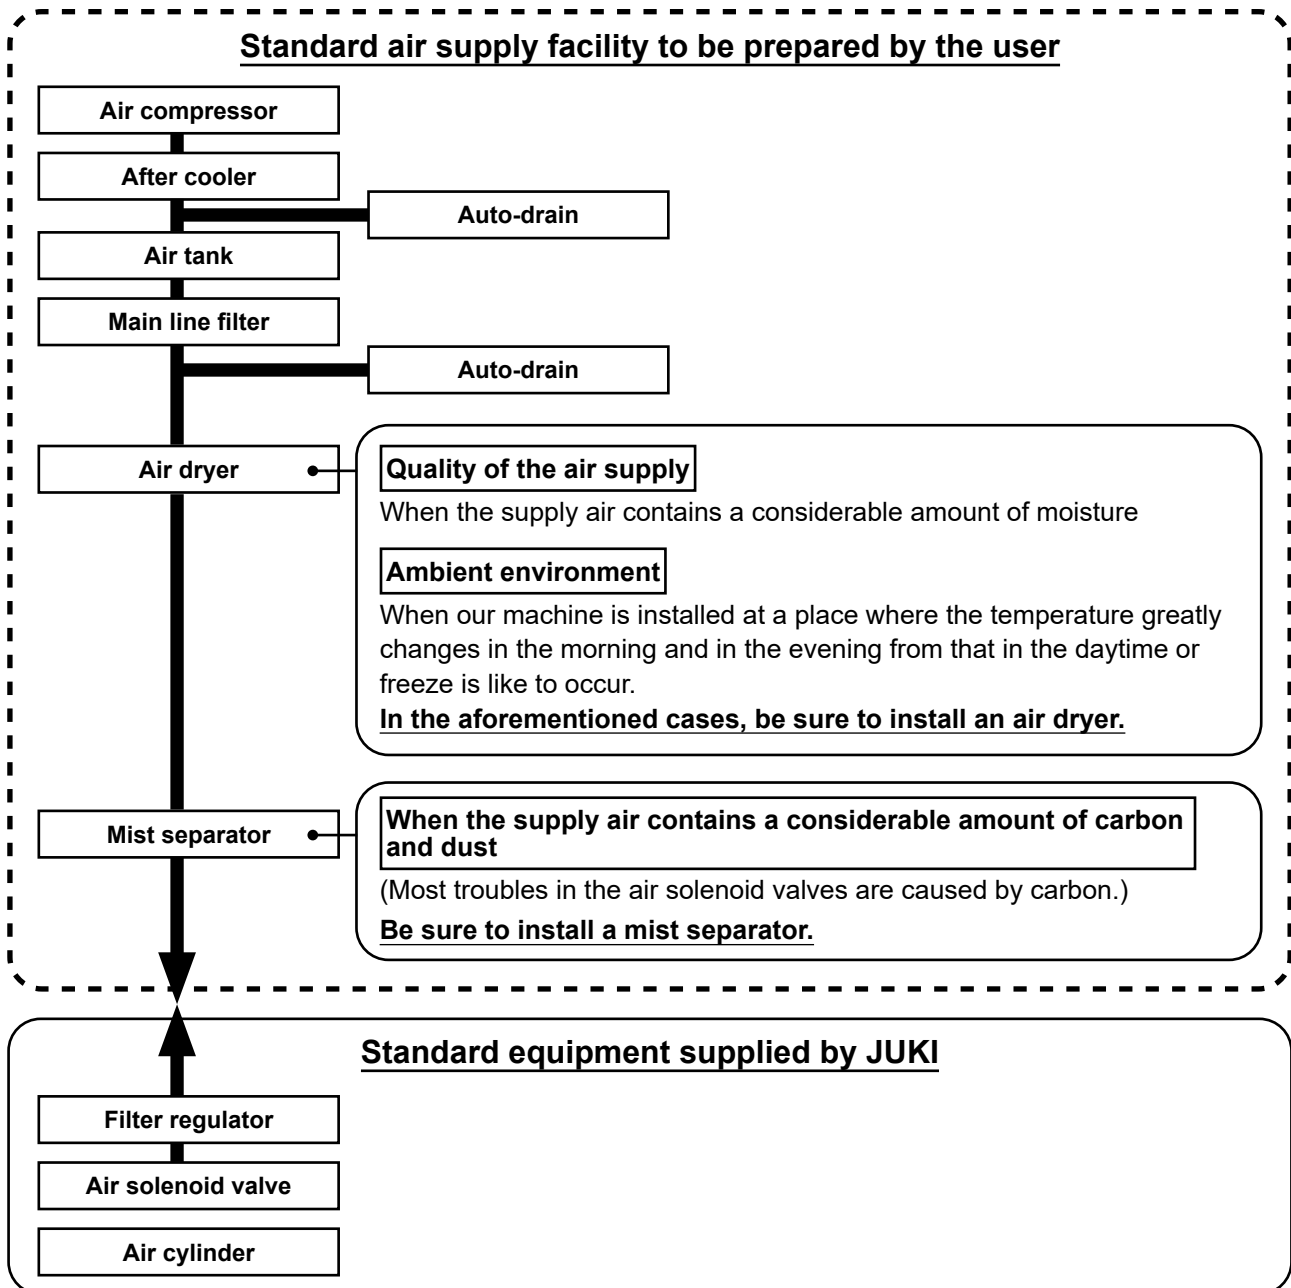 Standard air supply facility to be prepared by the user
Air compressor
After cooler
Auto-drain
Air tank
Main line filter
Auto-drain
Air dryer
Quality of the air supply
When the supply air contains a considerable amount of moisture
Ambient environment
When our machine is installed at a place where the temperature greatly
changes in the morning and in the evening from that in the daytime or
freeze is like to occur.
In the aforementioned cases, be sure to install an air dryer.
Mist separator
When the supply air contains a considerable amount of carbon
and dust
(Most troubles in the air solenoid valves are caused by carbon.)
Be sure to install a mist separator.
Standard equipment supplied by JUKI
Filter regulator
Air solenoid valve
Air cylinder